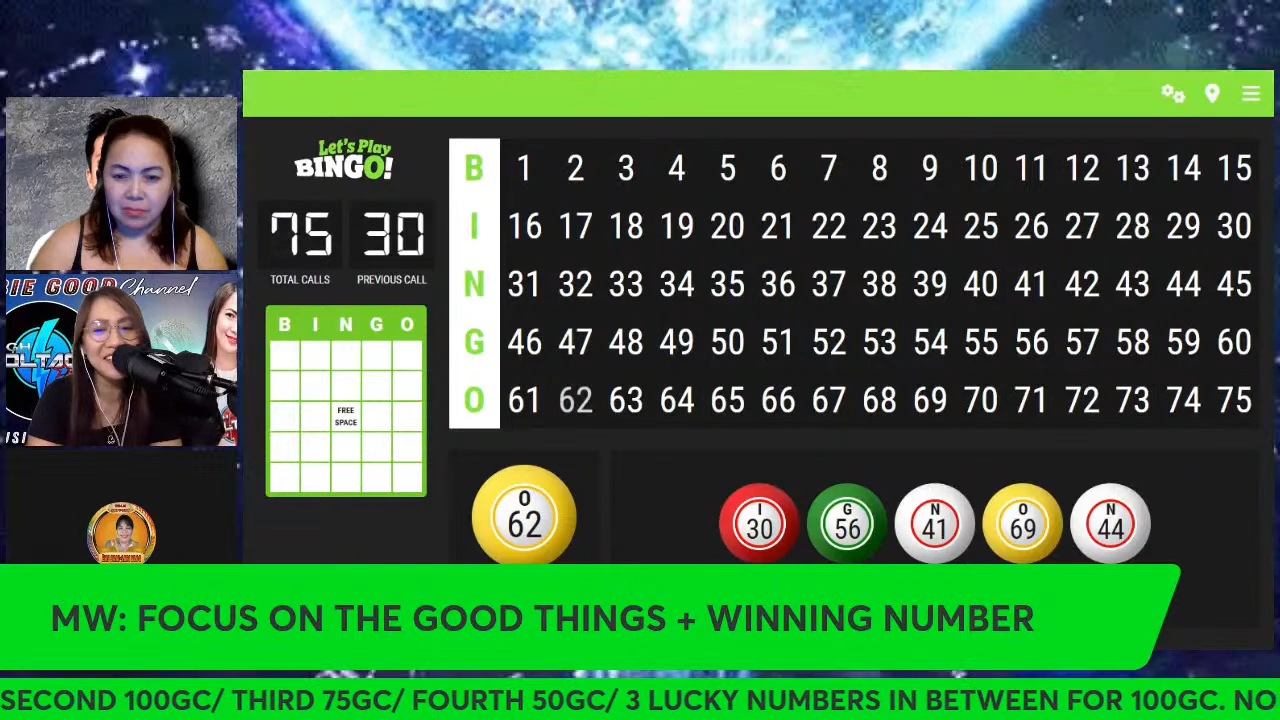 Let's Play
BINGO!
75 30
TOTAL CALLS PREVIOUS CALL
B I N G O
FREE
SPACE
B 1 2 3 4 5 6 7 8 9 10 11 12 13 14 15
I 16 17 18 19 20 21 22 23 24 25 26 27 28 29 30
N 31 32 33 34 35 36 37 38 39 40 41 42 43 44 45
G 46 47 48 49 50 51 52 53 54 55 56 57 58 59 60
O 61 62 63 64 65 66 67 68 69 70 71 72 73 74 75
IE GOOD Channel
O
62
I
30
G
56
N
41
O
69
N
44
MW: FOCUS ON THE GOOD THINGS + WINNING NUMBER
SECOND 100GC/ THIRD 75GC/ FOURTH 50GC/ 3 LUCKY NUMBERS IN BETWEEN FOR 100GC. NO